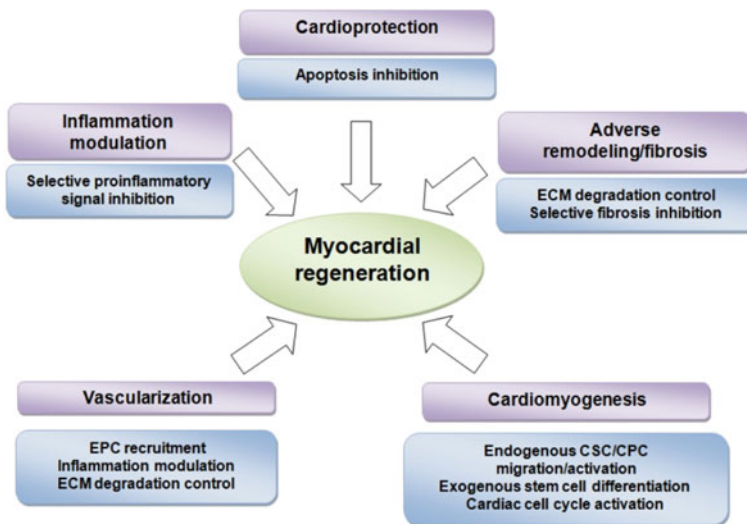 Cardioprotection
Apoptosis inhibition
Inflammation
modulation
Selective proinflammatory
signal inhibition
Adverse
remodeling/fibrosis
ECM degradation control
Selective fibrosis inhibition
Myocardial
regeneration
Vascularization
EPC recruitment
Inflammation modulation
ECM degradation control
Cardiomyogenesis
Endogenous CSC/CPC
migration/activation
Exogenous stem cell differentiation
Cardiac cell cycle activation